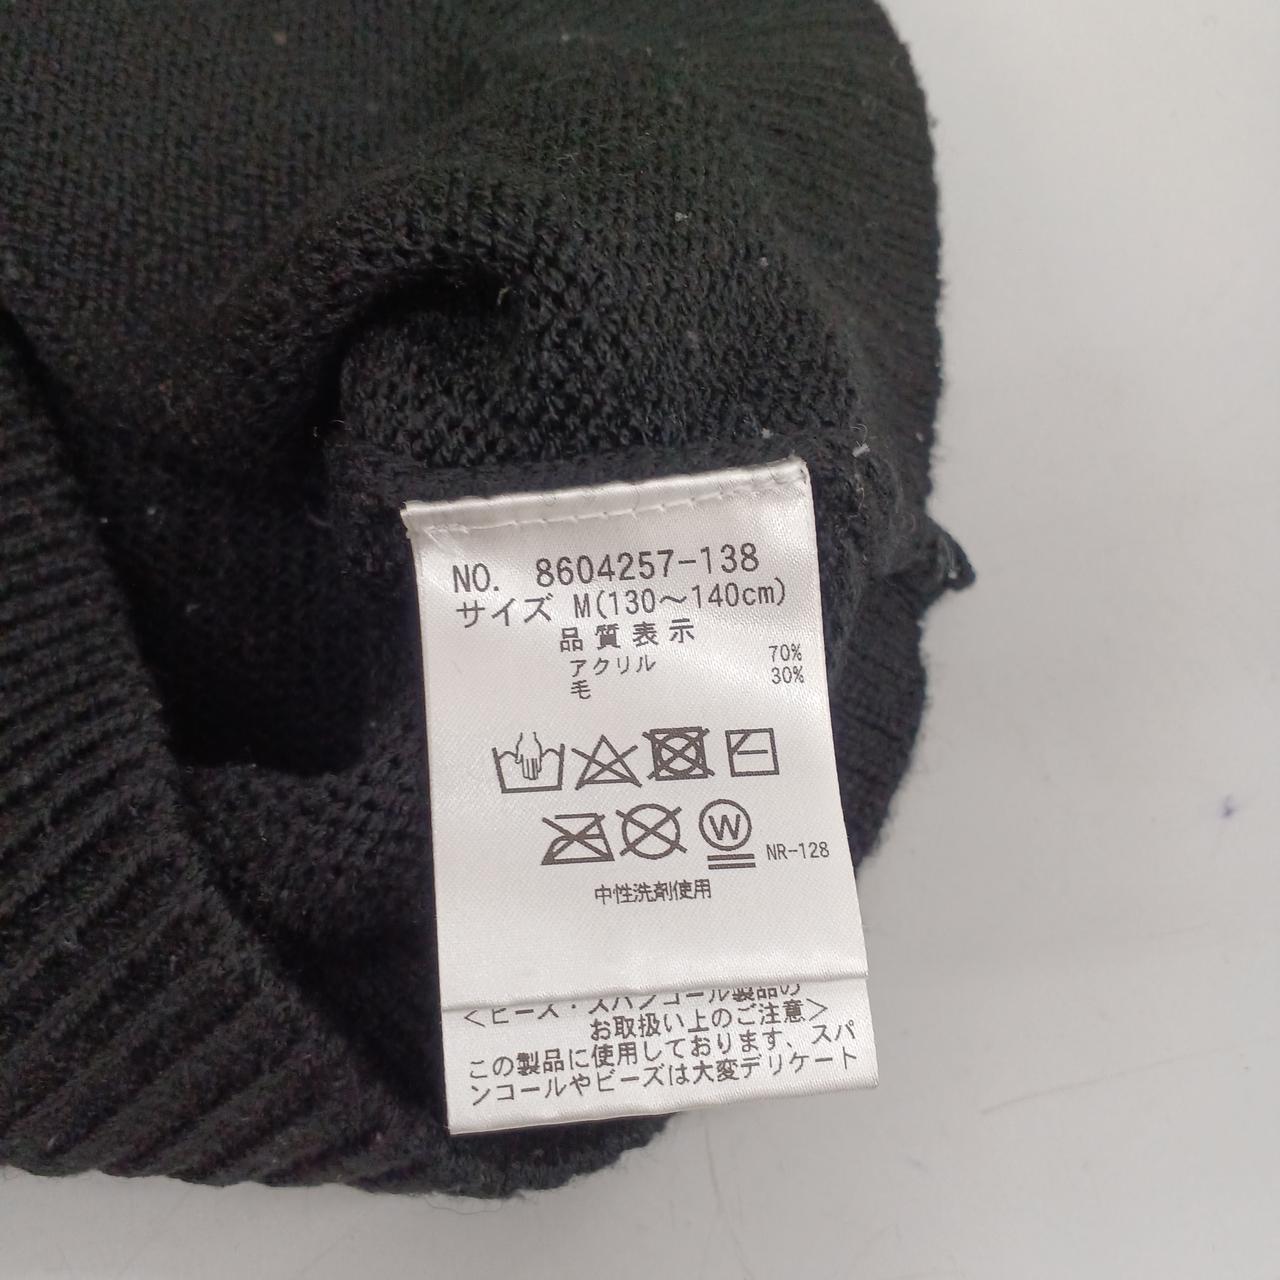 NO. 8604257-138
サイズ M(130～140cm)
品質表示
アクリル 70%
毛 30%
W
NR-128
中性洗剤使用
<ビーズ・スパンコール製品の
お取扱い上のご注意>
この製品に使用しております、スパ
ンコールやビーズは大変デリケート